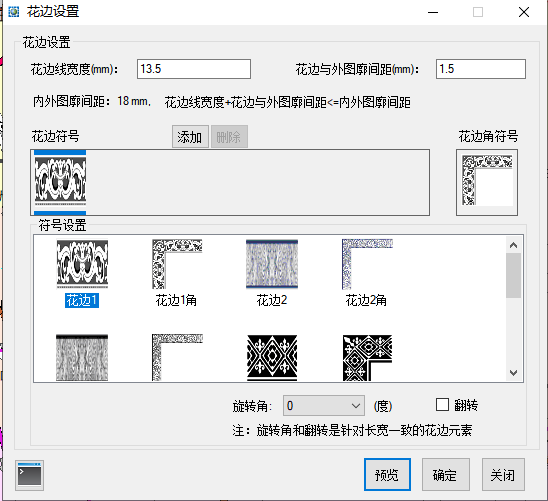 花边设置
花边设置
花边线宽度(mm)： 13.5 花边与外图廓间距(mm)： 1.5
内外图廓间距：18 mm， 花边线宽度+花边与外图廓间距<=内外图廓间距
花边符号 添加 删除 花边角符号
符号设置
花边1 花边1角 花边2 花边2角
旋转角: 0 (度) 翻转
注：旋转角和翻转是针对长宽一致的花边元素
预览 确定 关闭